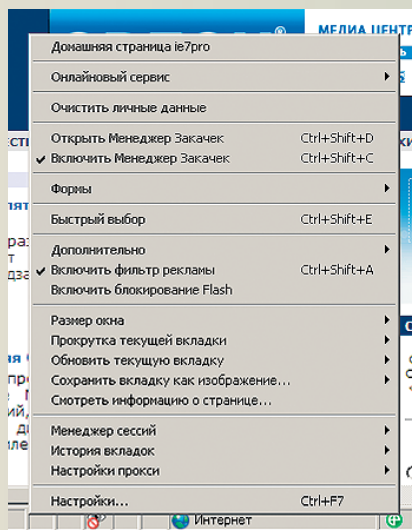 МЕДИА ЦЕНТР
Домашняя страница ie7pro
Онлайновый сервис
Очистить личные данные
Открыть Менеджер Закачек Ctrl+Shift+D
Включить Менеджер Закачек Ctrl+Shift+C
Формы
Быстрый выбор Ctrl+Shift+E
Дополнительно
Включить фильтр рекламы Ctrl+Shift+A
Включить блокирование Flash
Размер окна
Прокрутка текущей вкладки
Обновить текущую вкладку
Сохранить вкладку как изображение...
Смотреть информацию о странице...
Менеджер сессий
История вкладок
Настройки прокси
Настройки... Ctrl+F7
Интернет